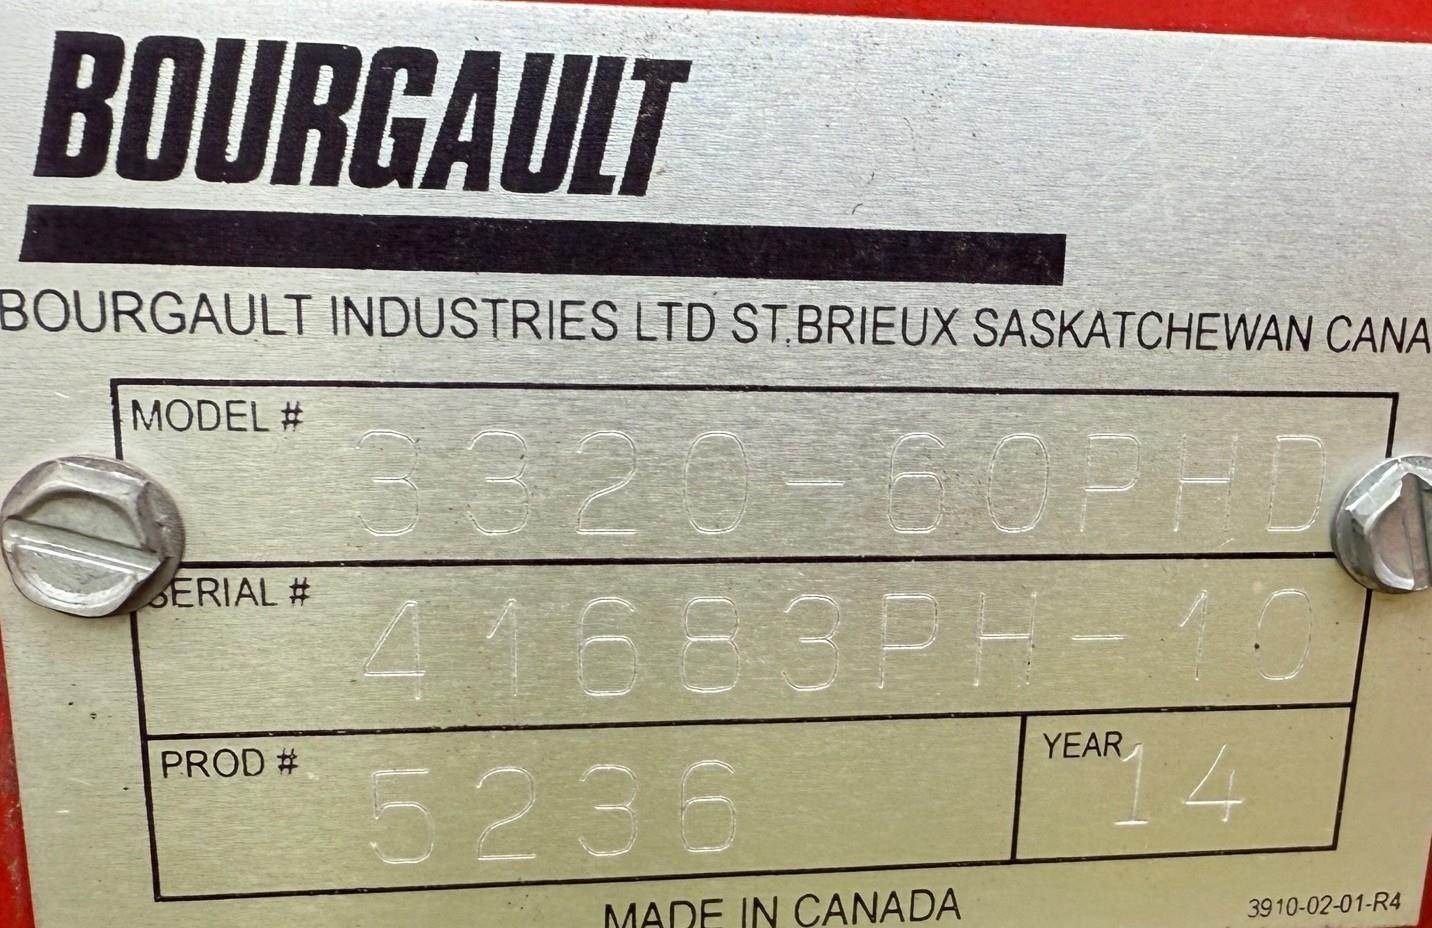 BOURGAULT
BOURGAULT INDUSTRIES LTD ST.BRIEUX SASKATCHEWAN CANA
MODEL # 3320-60PHD
SERIAL # 41683PH-10
PROD # 5236 YEAR 14
MADE IN CANADA
3910-02-01-R4